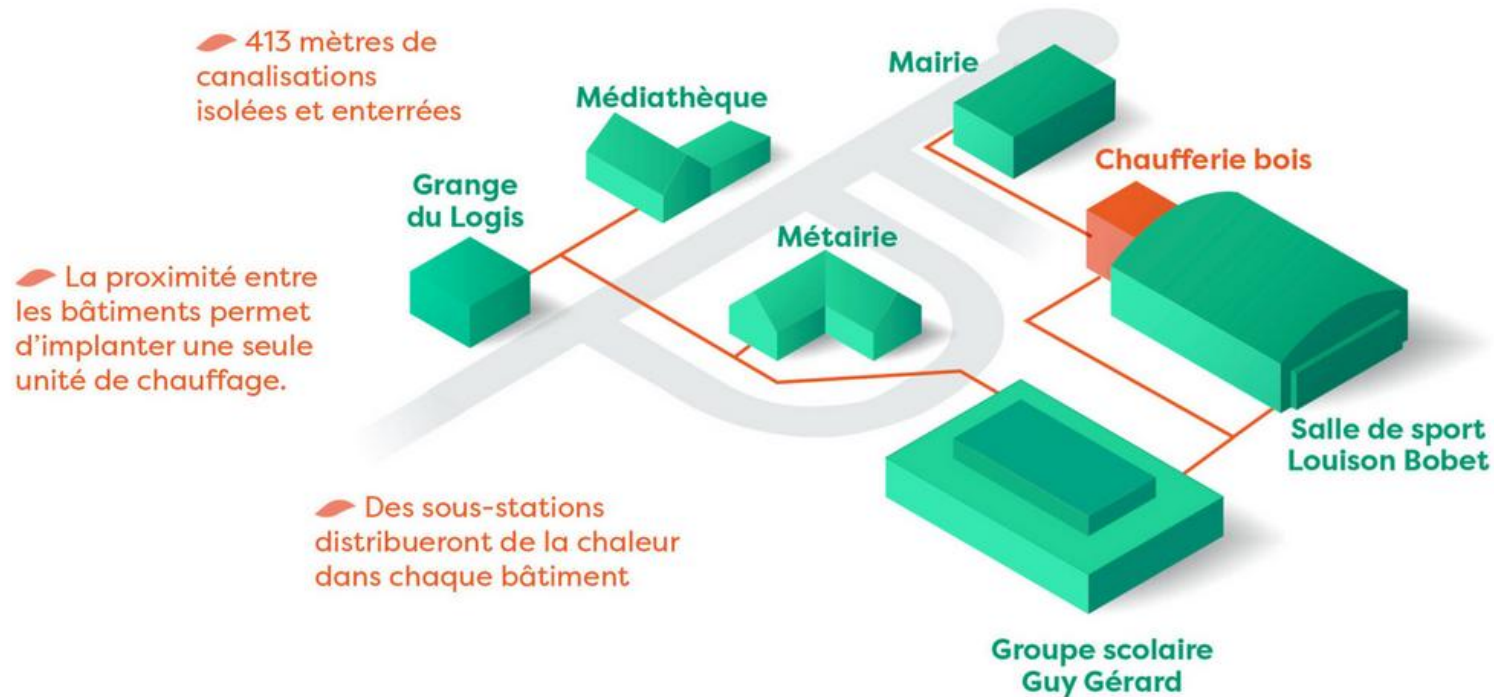 413 mètres de
canalisations
isolées et enterrées
Médiathèque
Mairie
Chaufferie bois
Grange
du Logis
Métairie
La proximité entre
les bâtiments permet
d’implanter une seule
unité de chauffage.
Salle de sport
Louison Bobet
Des sous-stations
distribueront de la chaleur
dans chaque bâtiment
Groupe scolaire
Guy Gérard